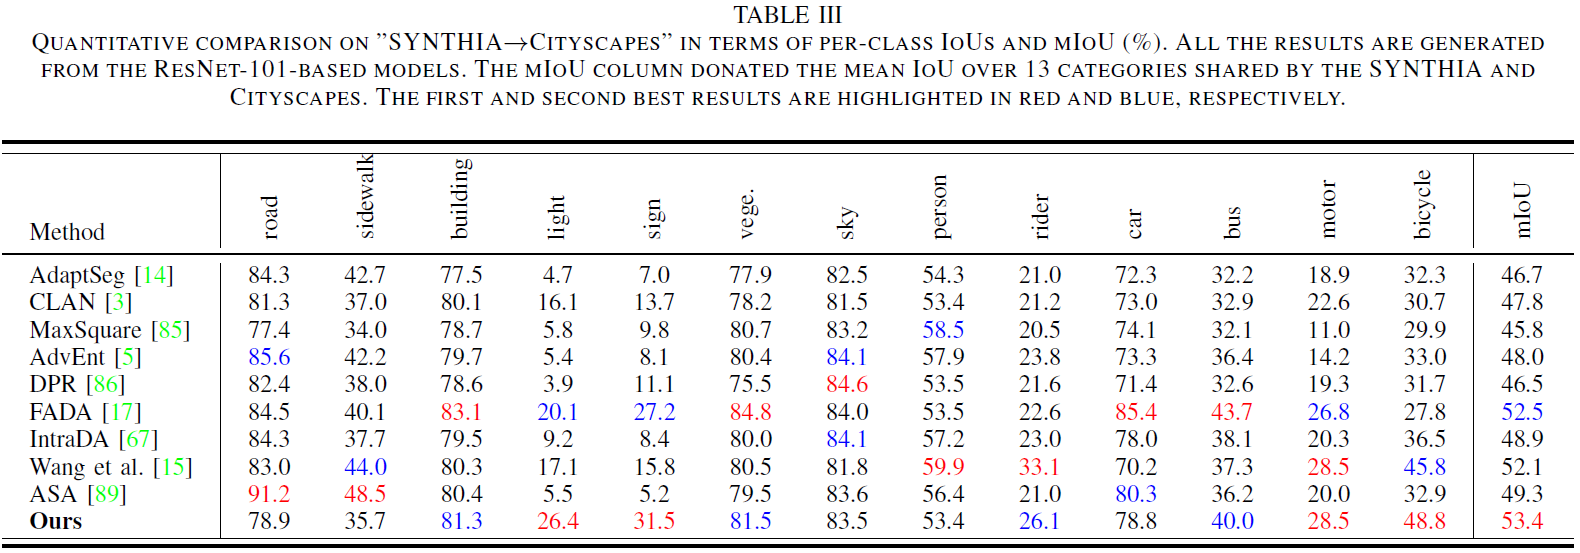 TABLE III
QUANTITATIVE COMPARISON ON "SYNTHIA→CITYSCAPES" IN TERMS OF PER-CLASS IOUS AND MIOU (%). ALL THE RESULTS ARE GENERATED
FROM THE RESNET-101-BASED MODELS. THE MIOU COLUMN DONATED THE MEAN IOU OVER 13 CATEGORIES SHARED BY THE SYNTHIA AND
CITYSCAPES. THE FIRST AND SECOND BEST RESULTS ARE HIGHLIGHTED IN RED AND BLUE, RESPECTIVELY.
Method road sidewalk building light sign vege. sky person rider car bus motor bicycle mIoU
AdaptSeg [14] 84.3 42.7 77.5 4.7 7.0 77.9 82.5 54.3 21.0 72.3 32.2 18.9 32.3 46.7
CLAN [3] 81.3 37.0 80.1 16.1 13.7 78.2 81.5 53.4 21.2 73.0 32.9 22.6 30.7 47.8
MaxSquare [85] 77.4 34.0 78.7 5.8 9.8 80.7 83.2 58.5 20.5 74.1 32.1 11.0 29.9 45.8
AdvEnt [5] 85.6 42.2 79.7 5.4 8.1 80.4 84.1 57.9 23.8 73.3 36.4 14.2 33.0 48.0
DPR [86] 82.4 38.0 78.6 3.9 11.1 75.5 84.6 53.5 21.6 71.4 32.6 19.3 31.7 46.5
FADA [17] 84.5 40.1 83.1 20.1 27.2 84.8 84.0 53.5 22.6 85.4 43.7 26.8 27.8 52.5
IntraDA [67] 84.3 37.7 79.5 9.2 8.4 80.0 84.1 57.2 23.0 78.0 38.1 20.3 36.5 48.9
Wang et al. [15] 83.0 44.0 80.3 17.1 15.8 80.5 81.8 59.9 33.1 70.2 37.3 28.5 45.8 52.1
ASA [89] 91.2 48.5 80.4 5.5 5.2 79.5 83.6 56.4 21.0 80.3 36.2 20.0 32.9 49.3
Ours 78.9 35.7 81.3 26.4 31.5 81.5 83.5 53.4 26.1 78.8 40.0 28.5 48.8 53.4